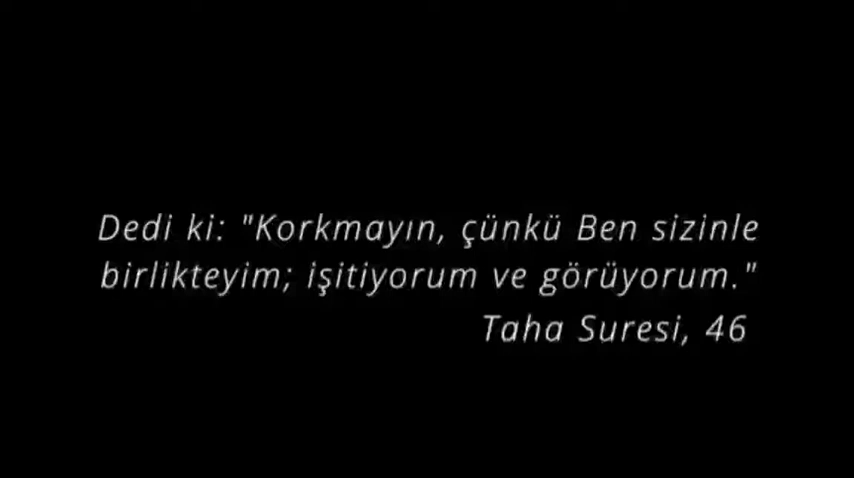 Dedi ki: "Korkmayın, çünkü Ben sizinle
birlikteyim; işitiyorum ve görüyorum."
Taha Suresi, 46